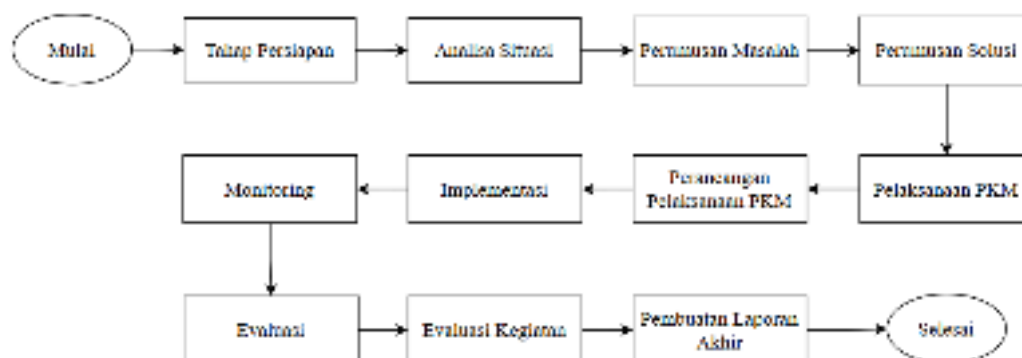 Mulai
Tahap Persiapan
Analisa Situasi
Perumusan Masalah
Perumusan Solusi
Monitoring
Implementasi
Perancangan
Pelaksanaan PKM
Pelaksanaan PKM
Evaluasi
Evaluasi Kegiatan
Pembuatan Laporan
Akhir
Selesai